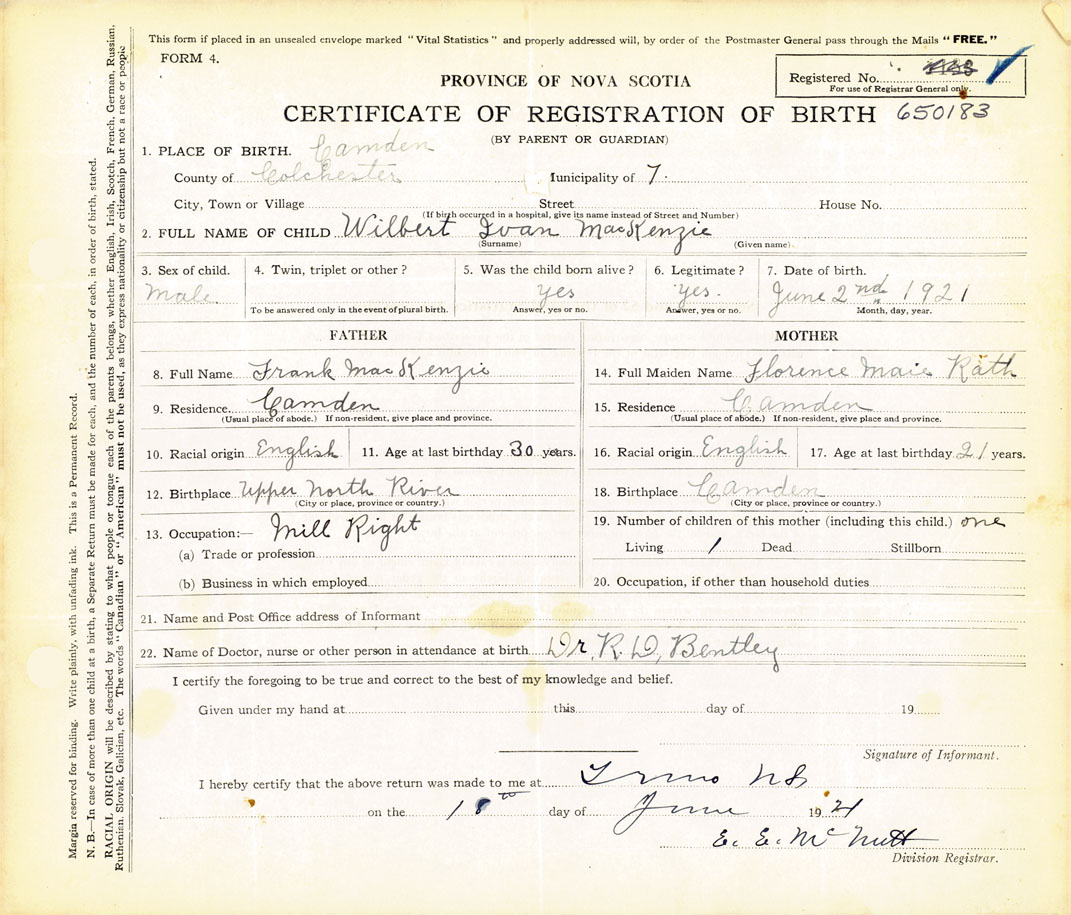 This form if placed in an unsealed envelope marked "Vital Statistics" and properly addressed will, by order of the Postmaster General pass through the Mails "FREE."
FORM 4.
Registered No.
For use of Registrar General only.
PROVINCE OF NOVA SCOTIA
CERTIFICATE OF REGISTRATION OF BIRTH 650183
(BY PARENT OR GUARDIAN)
1. PLACE OF BIRTH. Camden
County of Colchester Municipality of 7.
City, Town or Village Street House No.
(If birth occurred in a hospital, give its name instead of Street and Number)
2. FULL NAME OF CHILD Wilbert Ivan MacKenzie
(Surname) (Given name)
3. Sex of child. 4. Twin, triplet or other? 5. Was the child born alive? 6. Legitimate? 7. Date of birth.
Male yes yes. June 2nd 1921
To be answered only in the event of plural birth. Answer, yes or no. Answer, yes or no. Month, day, year.
FATHER
8. Full Name Frank MacKenzie
9. Residence Camden
(Usual place of abode.) If non-resident, give place and province.
10. Racial origin English 11. Age at last birthday 30 years.
12. Birthplace Upper North River
(City or place, province or country.)
13. Occupation:— Mill Right
(a) Trade or profession
(b) Business in which employed
MOTHER
14. Full Maiden Name Florence Maie Rath
15. Residence Camden
(Usual place of abode.) If non-resident, give place and province.
16. Racial origin English 17. Age at last birthday 21 years.
18. Birthplace Camden
(City or place, province or country.)
19. Number of children of this mother (including this child.) one
Living 1 Dead Stillborn
20. Occupation, if other than household duties
21. Name and Post Office address of Informant
22. Name of Doctor, nurse or other person in attendance at birth Dr. R. D. Bentley
I certify the foregoing to be true and correct to the best of my knowledge and belief.
Given under my hand at this day of 19
Signature of Informant.
I hereby certify that the above return was made to me at Truro NS
on the 18th day of June 1921
E. E. McNutt
Division Registrar.
Margin reserved for binding. Write plainly, with unfading ink. This is a Permanent Record.
N. B.—In case of more than one child at a birth, a Separate Return must be made for each, and the number of each, in order of birth, stated.
RACIAL ORIGIN will be described by stating to what people or tongue each of the parents belongs, whether English, Irish, Scotch, French, German, Russian,
Ruthenian, Slovak, Galician, etc. The words "Canadian" or "American" must not be used, as they express nationality or citizenship but not a race or people